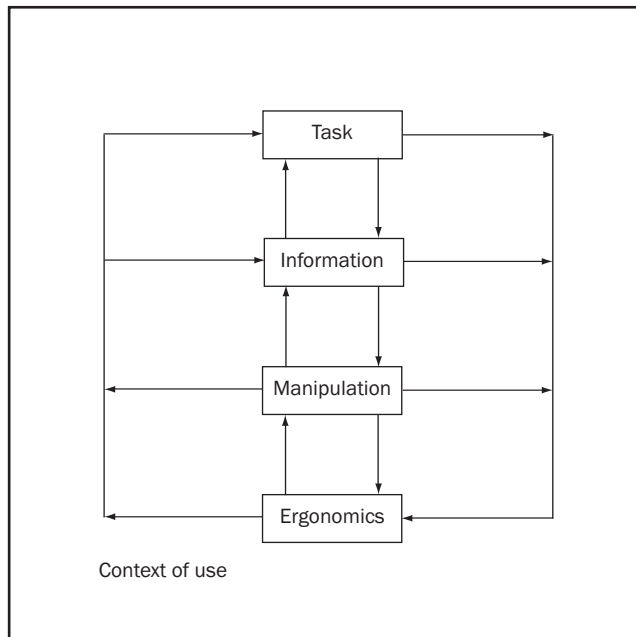 Task
Information
Manipulation
Ergonomics
Context of use